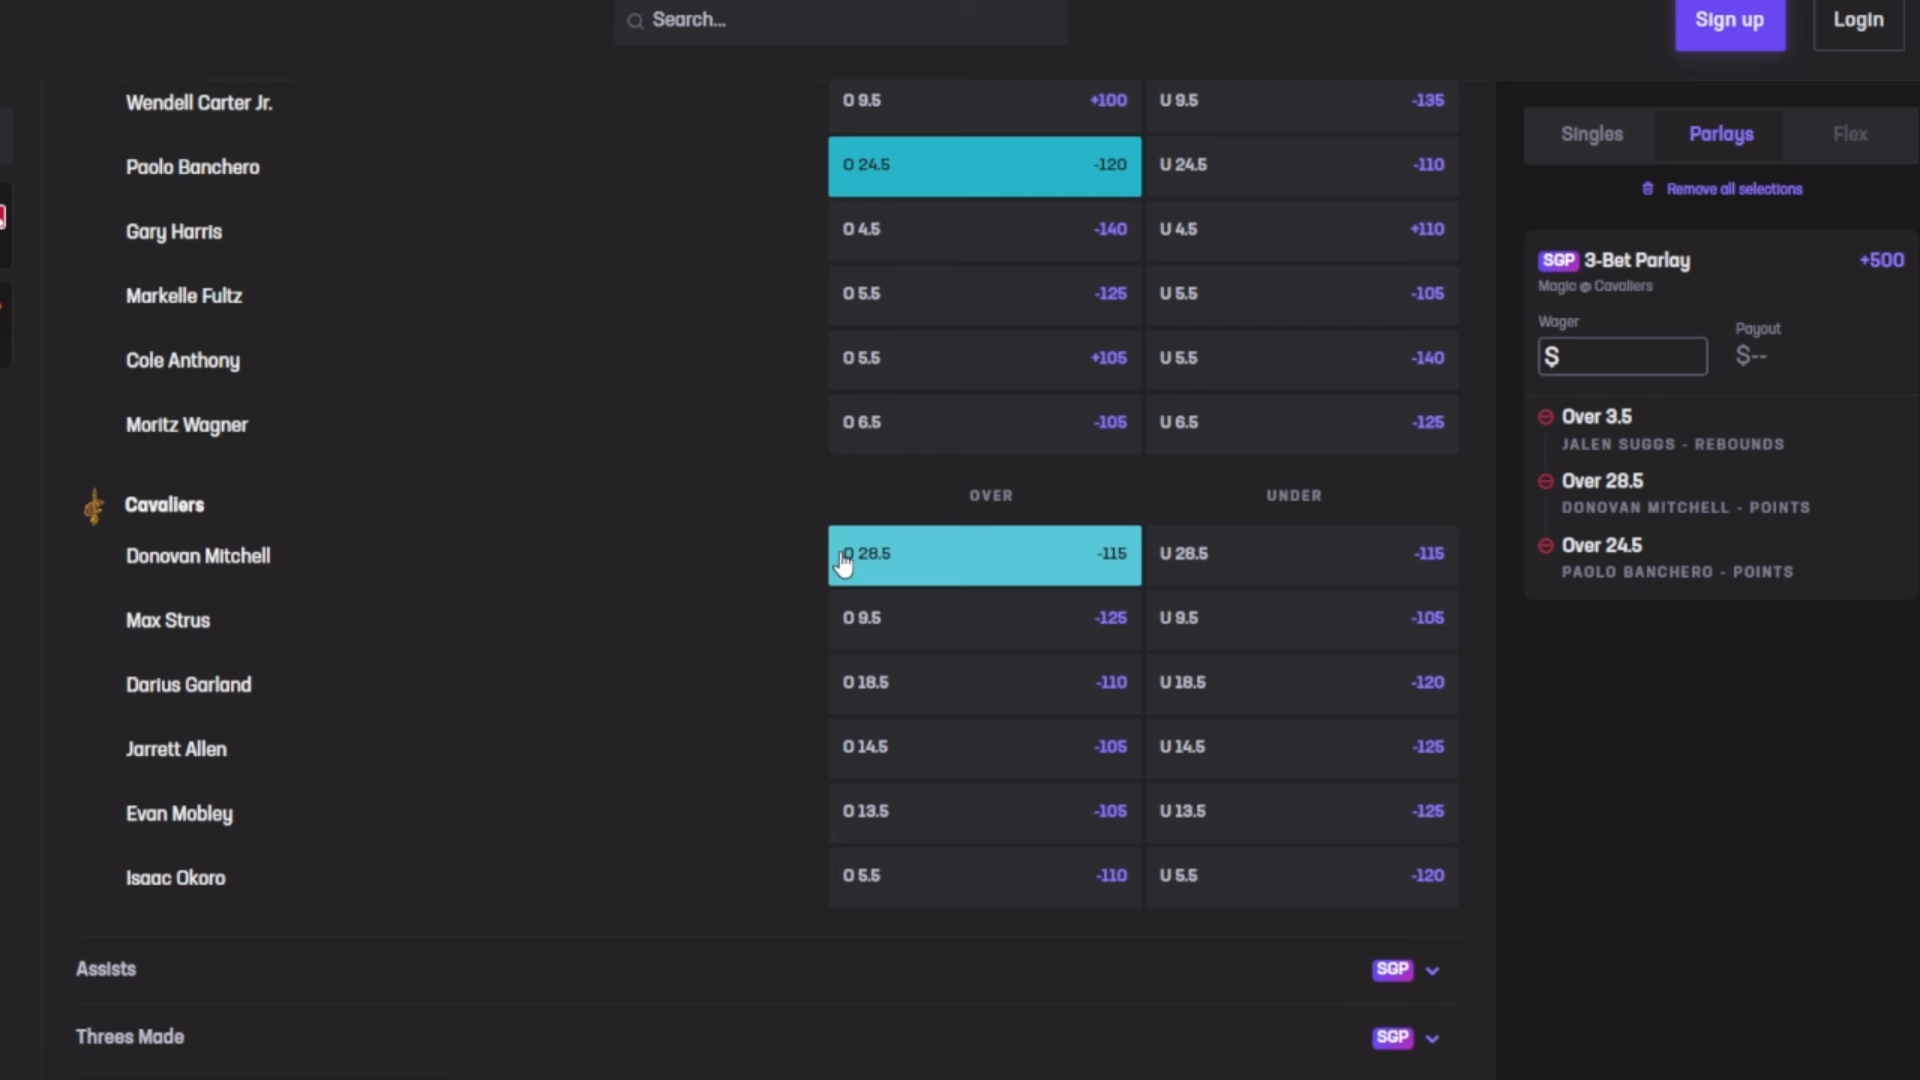 Search...
Sign up
Login
Wendell Carter Jr.
O 9.5 +100 U 9.5 -135
Paolo Banchero
O 24.5 -120 U 24.5 -110
Gary Harris
O 4.5 -140 U 4.5 +110
Markelle Fultz
O 5.5 -125 U 5.5 -105
Cole Anthony
O 5.5 +105 U 5.5 -140
Moritz Wagner
O 6.5 -105 U 6.5 -125
Cavaliers
OVER UNDER
Donovan Mitchell
O 28.5 -115 U 28.5 -115
Max Strus
O 9.5 -125 U 9.5 -105
Darius Garland
O 18.5 -110 U 18.5 -120
Jarrett Allen
O 14.5 -105 U 14.5 -125
Evan Mobley
O 13.5 -105 U 13.5 -125
Isaac Okoro
O 5.5 -110 U 5.5 -120
Assists
SGP
Threes Made
SGP
Singles Parlays Flex
Remove all selections
SGP 3-Bet Parlay +500
Magic @ Cavaliers
Wager
Payout
$
$--
Over 3.5
JALEN SUGGS - REBOUNDS
Over 28.5
DONOVAN MITCHELL - POINTS
Over 24.5
PAOLO BANCHERO - POINTS